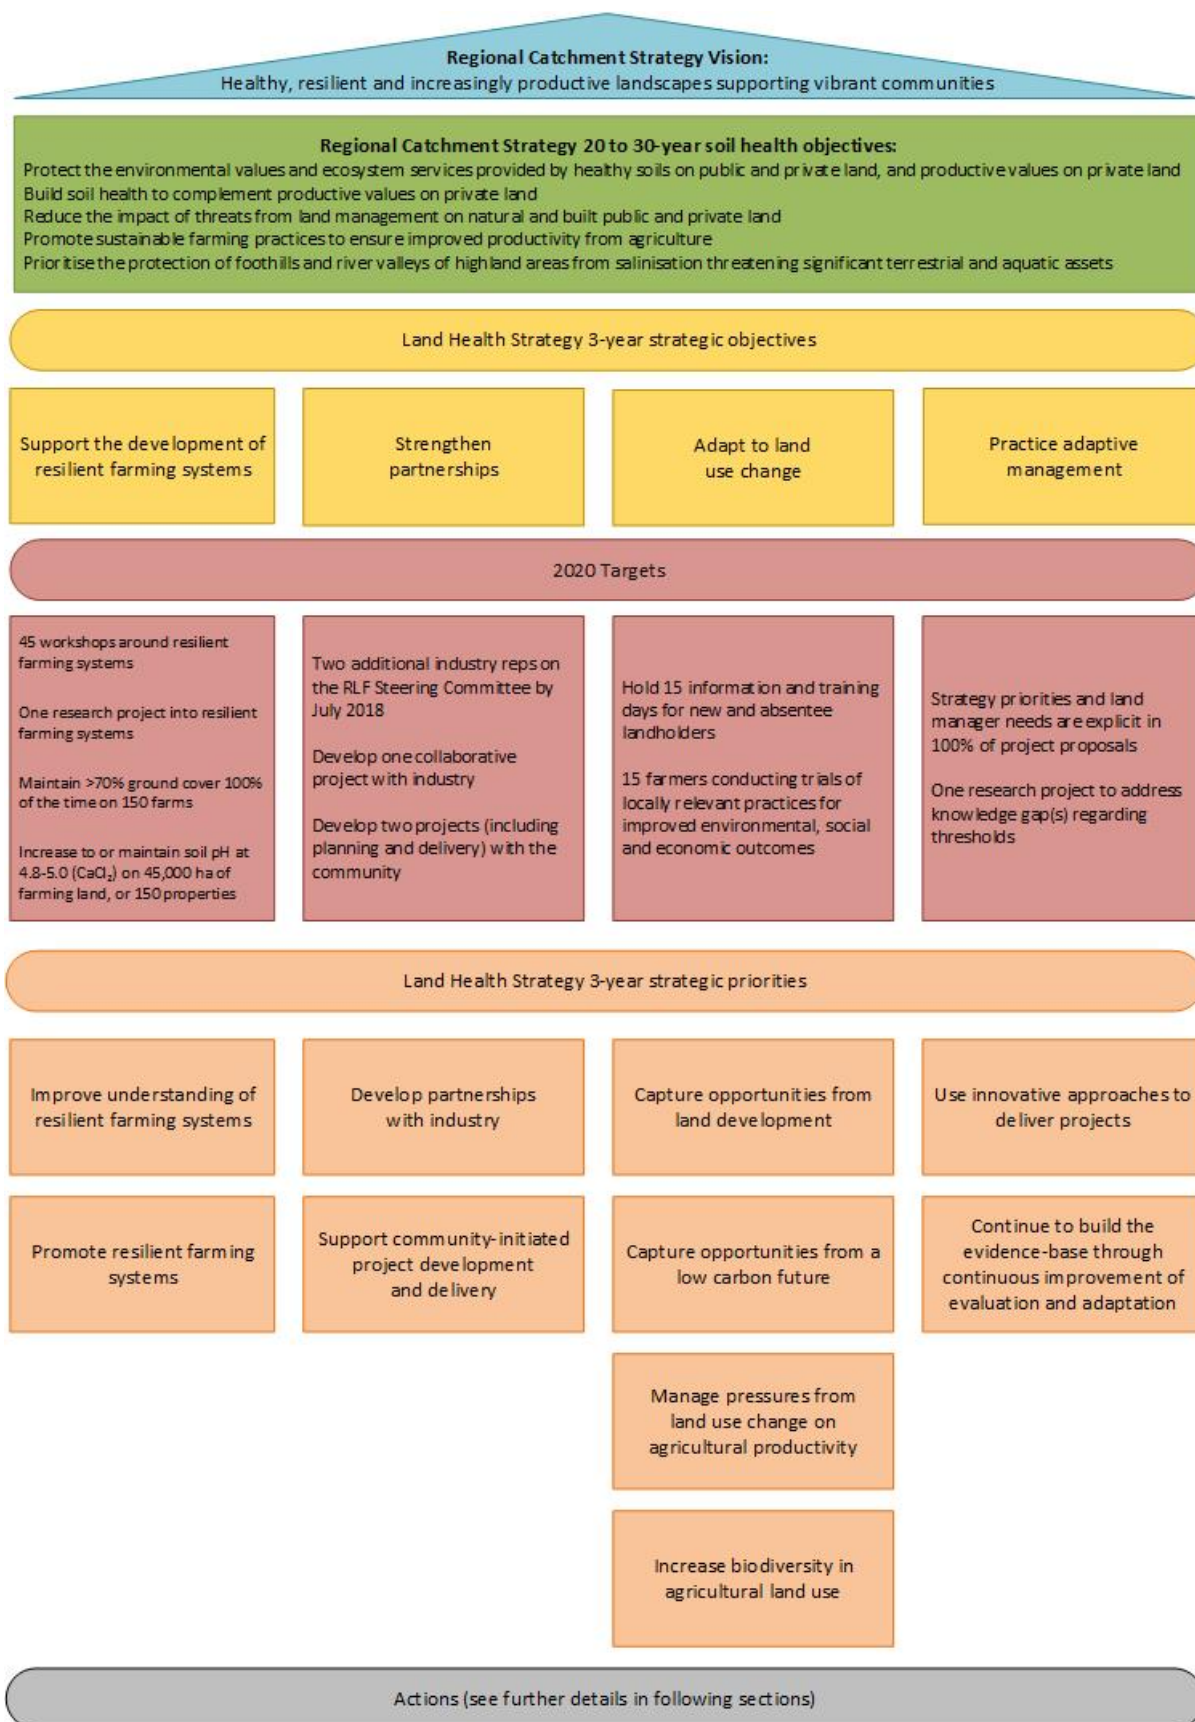 Regional Catchment Strategy Vision:
Healthy, resilient and increasingly productive landscapes supporting vibrant communities
Regional Catchment Strategy 20 to 30-year soil health objectives:
Protect the environmental values and ecosystem services provided by healthy soils on public and private land, and productive values on private land
Build soil health to complement productive values on private land
Reduce the impact of threats from land management on natural and built public and private land
Promote sustainable farming practices to ensure improved productivity from agriculture
Prioritise the protection of foothills and river valleys of highland areas from salinisation threatening significant terrestrial and aquatic assets
Land Health Strategy 3-year strategic objectives
Support the development of
resilient farming systems
Strengthen
partnerships
Adapt to land
use change
Practice adaptive
management
2020 Targets
45 workshops around resilient
farming systems
One research project into resilient
farming systems
Maintain >70% ground cover 100%
of the time on 150 farms
Increase to or maintain soil pH at
4.8-5.0 (CaCl₂) on 45,000 ha of
farming land, or 150 properties
Two additional industry reps on
the RLF Steering Committee by
July 2018
Develop one collaborative
project with industry
Develop two projects (including
planning and delivery) with the
community
Hold 15 information and training
days for new and absentee
landholders
15 farmers conducting trials of
locally relevant practices for
improved environmental, social
and economic outcomes
Strategy priorities and land
manager needs are explicit in
100% of project proposals
One research project to address
knowledge gap(s) regarding
thresholds
Land Health Strategy 3-year strategic priorities
Improve understanding of
resilient farming systems
Develop partnerships
with industry
Capture opportunities from
land development
Use innovative approaches to
deliver projects
Promote resilient farming
systems
Support community-initiated
project development
and delivery
Capture opportunities from a
low carbon future
Continue to build the
evidence-base through
continuous improvement of
evaluation and adaptation
Manage pressures from
land use change on
agricultural productivity
Increase biodiversity in
agricultural land use
Actions (see further details in following sections)